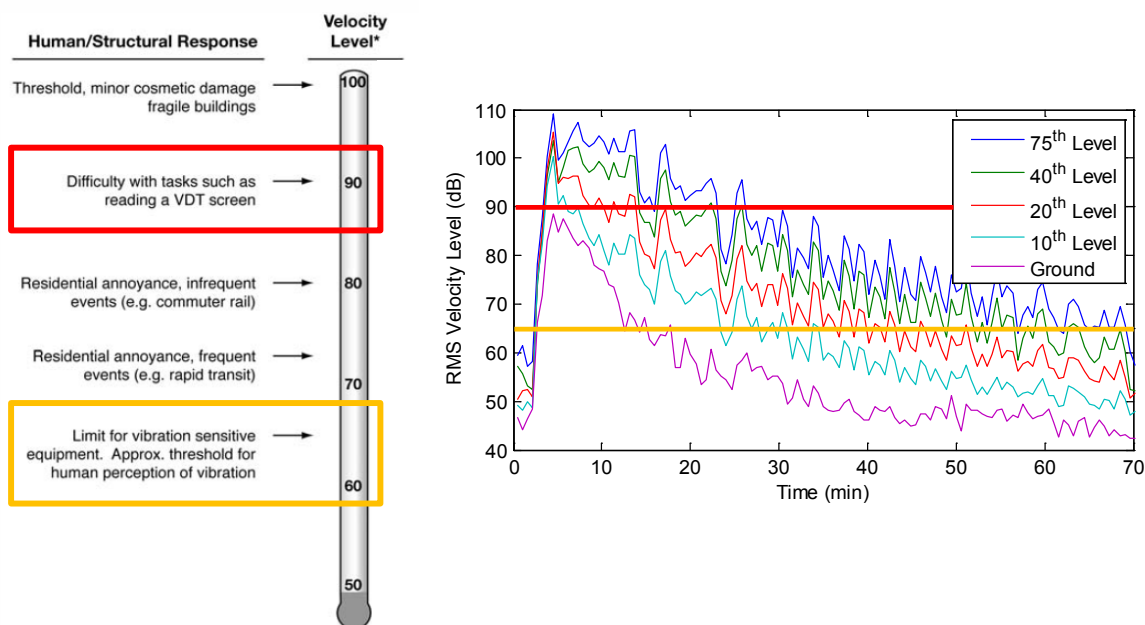 Human/Structural Response
Velocity
Level*
Threshold, minor cosmetic damage
fragile buildings
100
Difficulty with tasks such as
reading a VDT screen
90
Residential annoyance, infrequent
events (e.g. commuter rail)
80
Residential annoyance, frequent
events (e.g. rapid transit)
70
Limit for vibration sensitive
equipment. Approx. threshold for
human perception of vibration
60
50
110
100
90
80
70
60
50
40
RMS Velocity Level (dB)
0
10
20
30
40
50
60
70
Time (min)
75th Level
40th Level
20th Level
10th Level
Ground